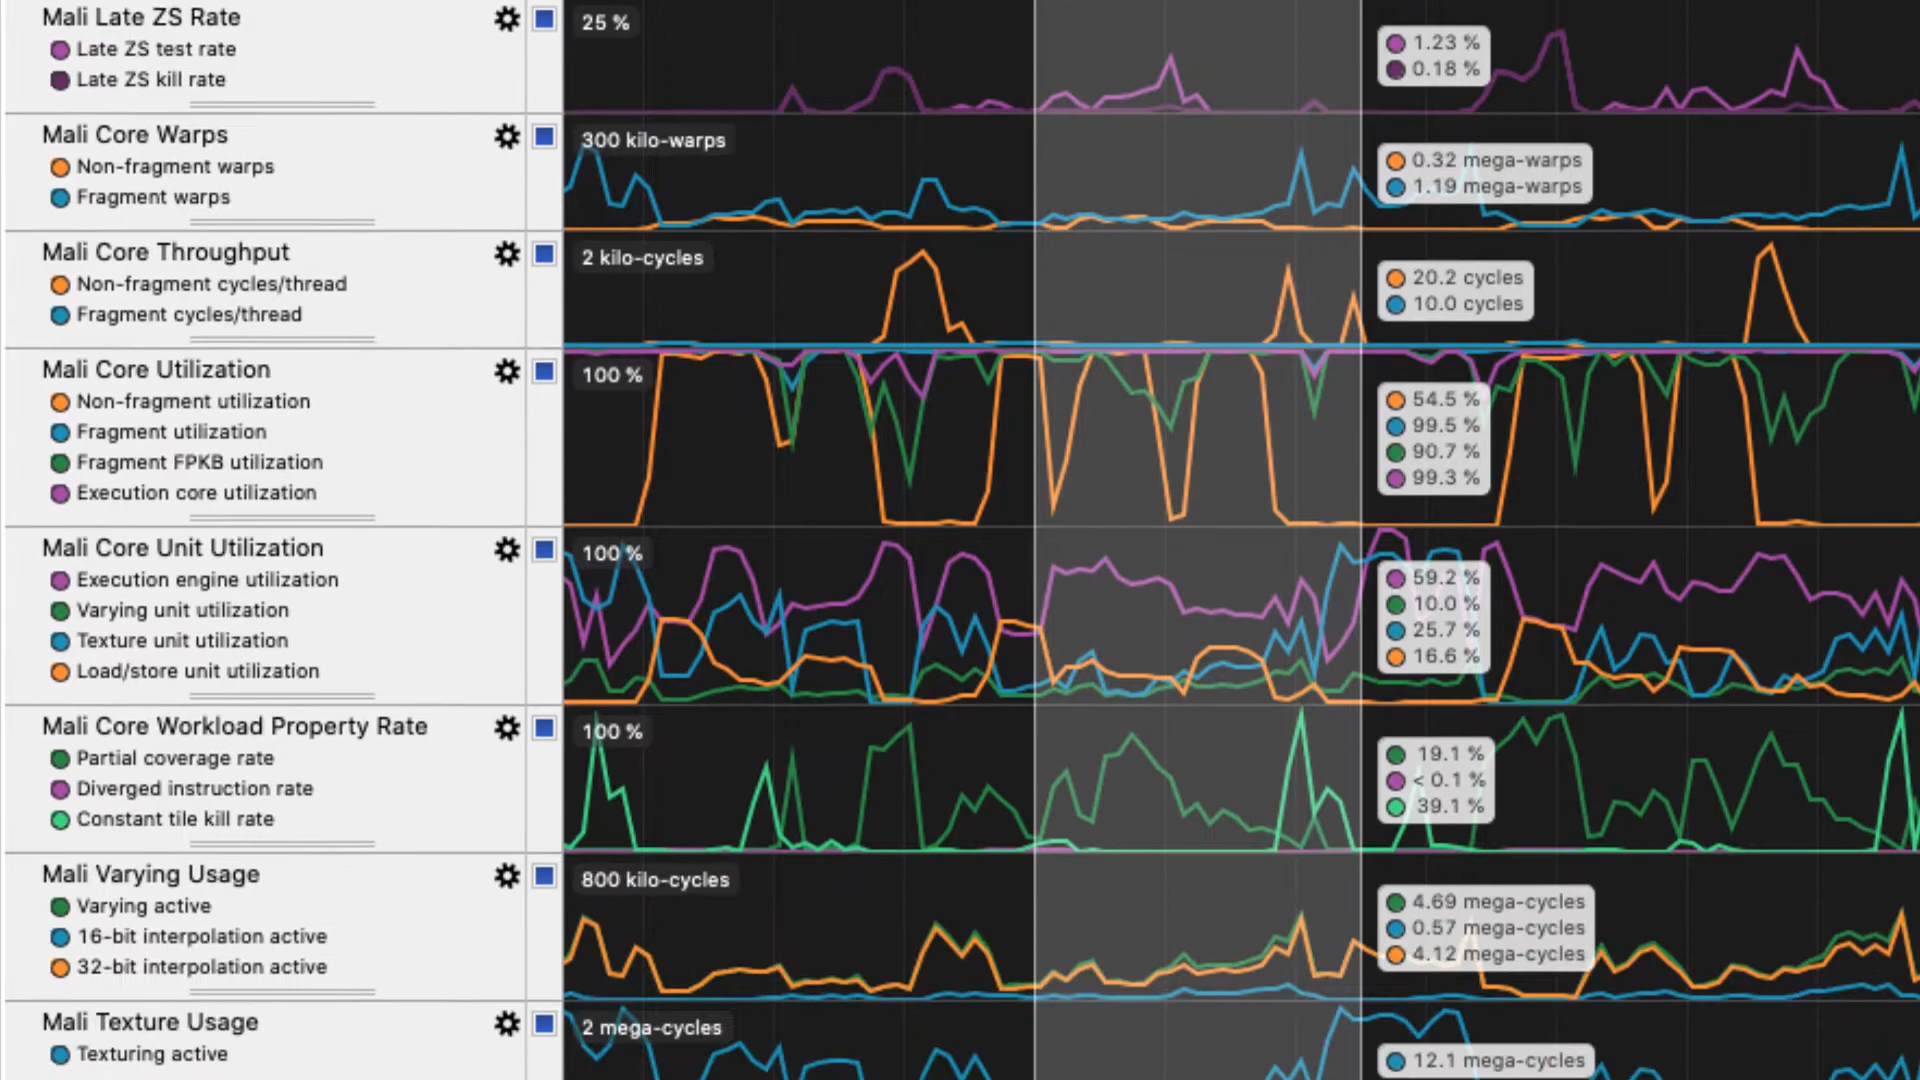 Mali Late ZS Rate
Late ZS test rate
Late ZS kill rate
25 %
1.23 %
0.18 %
Mali Core Warps
Non-fragment warps
Fragment warps
300 kilo-warps
0.32 mega-warps
1.19 mega-warps
Mali Core Throughput
Non-fragment cycles/thread
Fragment cycles/thread
2 kilo-cycles
20.2 cycles
10.0 cycles
Mali Core Utilization
Non-fragment utilization
Fragment utilization
Fragment FPKB utilization
Execution core utilization
100 %
54.5 %
99.5 %
90.7 %
99.3 %
Mali Core Unit Utilization
Execution engine utilization
Varying unit utilization
Texture unit utilization
Load/store unit utilization
100 %
59.2 %
10.0 %
25.7 %
16.6 %
Mali Core Workload Property Rate
Partial coverage rate
Diverged instruction rate
Constant tile kill rate
100 %
19.1 %
< 0.1 %
39.1 %
Mali Varying Usage
Varying active
16-bit interpolation active
32-bit interpolation active
800 kilo-cycles
4.69 mega-cycles
0.57 mega-cycles
4.12 mega-cycles
Mali Texture Usage
Texturing active
2 mega-cycles
12.1 mega-cycles